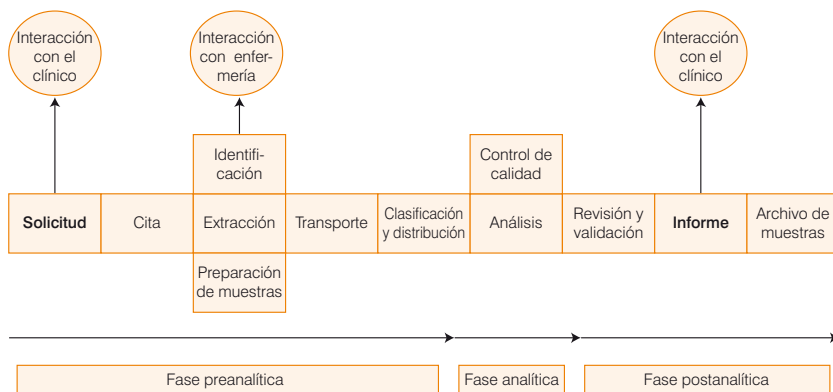 Interacción
con el
clínico
Interacción
con enfer-
mería
Interacción
con el
clínico
Identifi-
cación
Control de
calidad
Solicitud
Cita
Extracción
Transporte
Clasificación
y distribución
Análisis
Revisión y
validación
Informe
Archivo de
muestras
Preparación
de muestras
Fase preanalítica
Fase analítica
Fase postanalítica